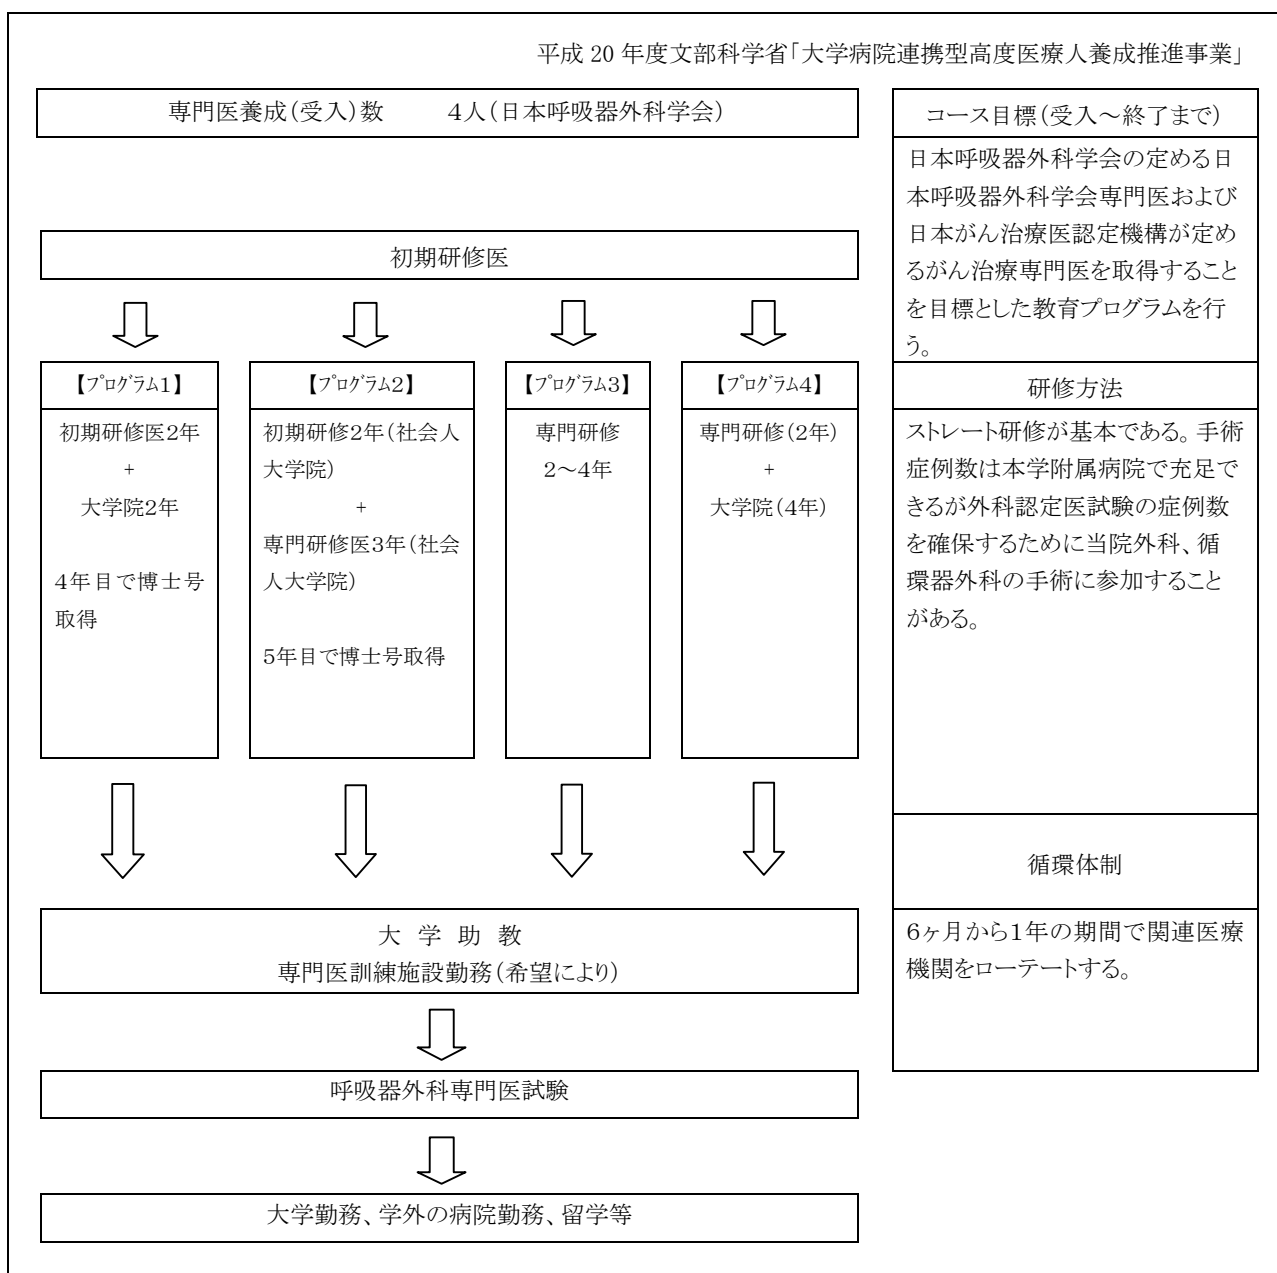 平成 20 年度文部科学省「大学病院連携型高度医療人養成推進事業」
専門医養成(受入)数　　4人(日本呼吸器外科学会)
初期研修医
【プログラム1】
初期研修医2年
+
大学院2年
4年目で博士号
取得
【プログラム2】
初期研修2年(社会人
大学院)
+
専門研修医3年(社会
人大学院)
5年目で博士号取得
【プログラム3】
専門研修
2～4年
【プログラム4】
専門研修(2年)
+
大学院(4年)
大 学 助 教
専門医訓練施設勤務(希望により)
呼吸器外科専門医試験
大学勤務、学外の病院勤務、留学等
コース目標(受入～終了まで)
日本呼吸器外科学会の定める日
本呼吸器外科学会専門医および
日本がん治療医認定機構が定め
るがん治療専門医を取得すること
を目標とした教育プログラムを行
う。
研修方法
ストレート研修が基本である。手術
症例数は本学附属病院で充足で
きるが外科認定医試験の症例数
を確保するために当院外科、循
環器外科の手術に参加すること
がある。
循環体制
6ヶ月から1年の期間で関連医療
機関をローテートする。